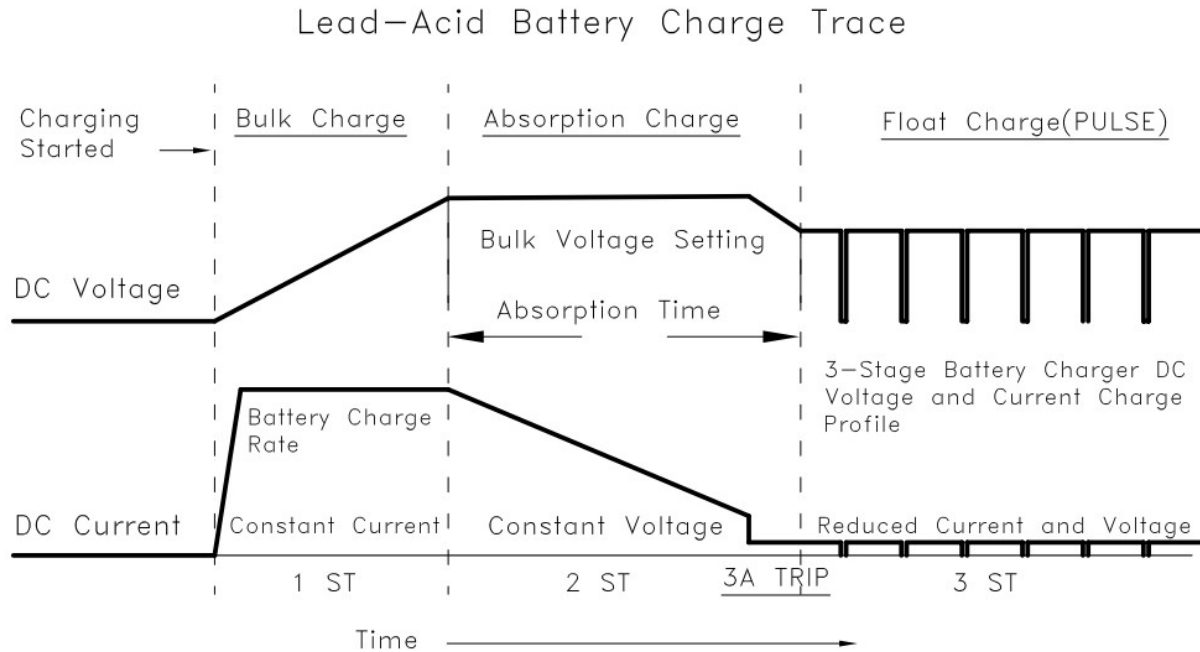 Lead-Acid Battery Charge Trace
Charging
Started
Bulk Charge
Absorption Charge
Float Charge(PULSE)
Bulk Voltage Setting
DC Voltage
Absorption Time
3-Stage Battery Charger DC
Voltage and Current Charge
Profile
Battery Charge
Rate
DC Current
Constant Current
Constant Voltage
Reduced Current and Voltage
1 ST
2 ST
3A TRIP
3 ST
Time